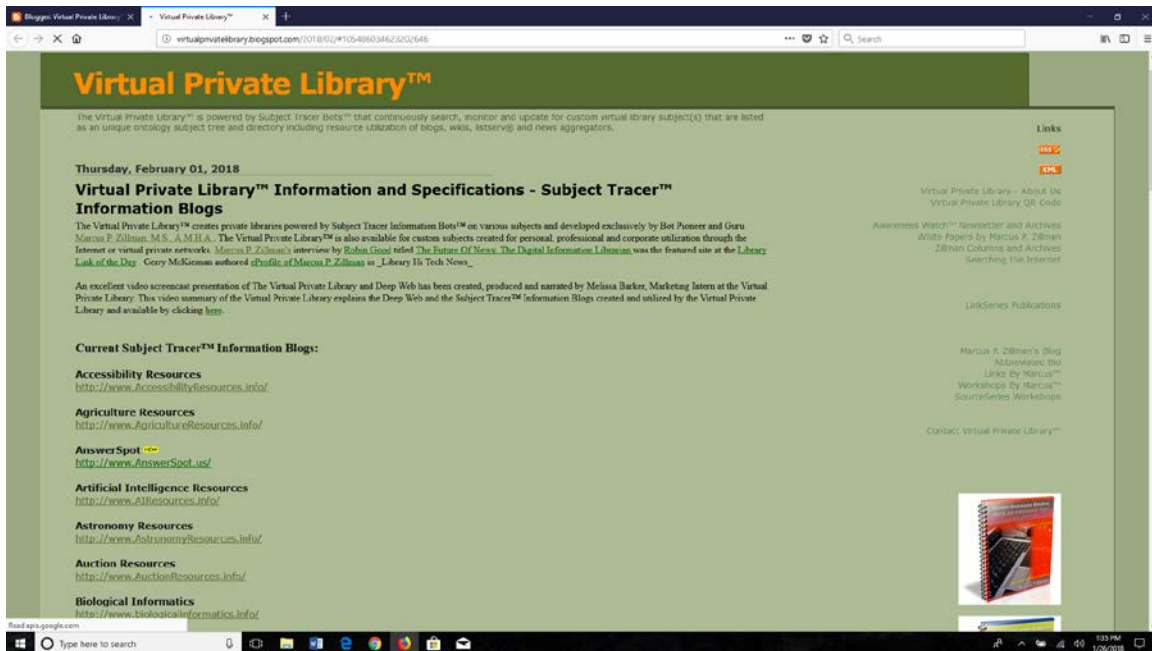 Blogger: Virtual Private Library
Virtual Private Library™
virtualprivatelibrary.blogspot.com/2018/02/#105486034623202646
Search
Virtual Private Library™
The Virtual Private Library™ is powered by Subject Tracer Bots™ that continuously search, monitor and update for custom virtual library subject(s) that are listed
as an unique ontology subject tree and directory including resource utilization of blogs, wikis, listserv® and news aggregators.
Links
RSS
XML
Thursday, February 01, 2018
Virtual Private Library™ Information and Specifications - Subject Tracer™
Information Blogs
The Virtual Private Library™ creates private libraries powered by Subject Tracer Information Bots™ on various subjects and developed exclusively by Bot Pioneer and Guru
Marcus P. Zillman, M.S., A.M.H.A.. The Virtual Private Library™ is also available for custom subjects created for personal, professional and corporate utilization through the
Internet or virtual private networks. Marcus P. Zillman's interview by Robin Good titled The Future Of News: The Digital Information Librarian was the featured site at the Library
Link of the Day. Gerry McKiernan authored eProfile of Marcus P. Zillman in _Library Hi Tech News_
An excellent video screencast presentation of The Virtual Private Library and Deep Web has been created, produced and narrated by Melissa Barker, Marketing Intern at the Virtual
Private Library. This video summary of the Virtual Private Library explains the Deep Web and the Subject Tracer™ Information Blogs created and utilized by the Virtual Private
Library and available by clicking here.
Current Subject Tracer™ Information Blogs:
Accessibility Resources
http://www.AccessibilityResources.info/
Agriculture Resources
http://www.AgricultureResources.info/
AnswerSpot NEW
http://www.AnswerSpot.us/
Artificial Intelligence Resources
http://www.AIResources.info/
Astronomy Resources
http://www.AstronomyResources.info/
Auction Resources
http://www.AuctionResources.info/
Biological Informatics
http://www.biologicalinformatics.info/
Virtual Private Library - About Us
Virtual Private Library QR Code
Awareness Watch™ Newsletter and Archives
White Papers by Marcus P. Zillman
Zillman Columns and Archives
Searching the Internet
LinkSeries Publications
Marcus P. Zillman's Blog
Abbreviated Bio
Links By Marcus™
Workshops By Marcus™
SourceSeries Workshops
Contact Virtual Private Library™
Read apis.google.com
Type here to search
1:35 PM
1/26/2018